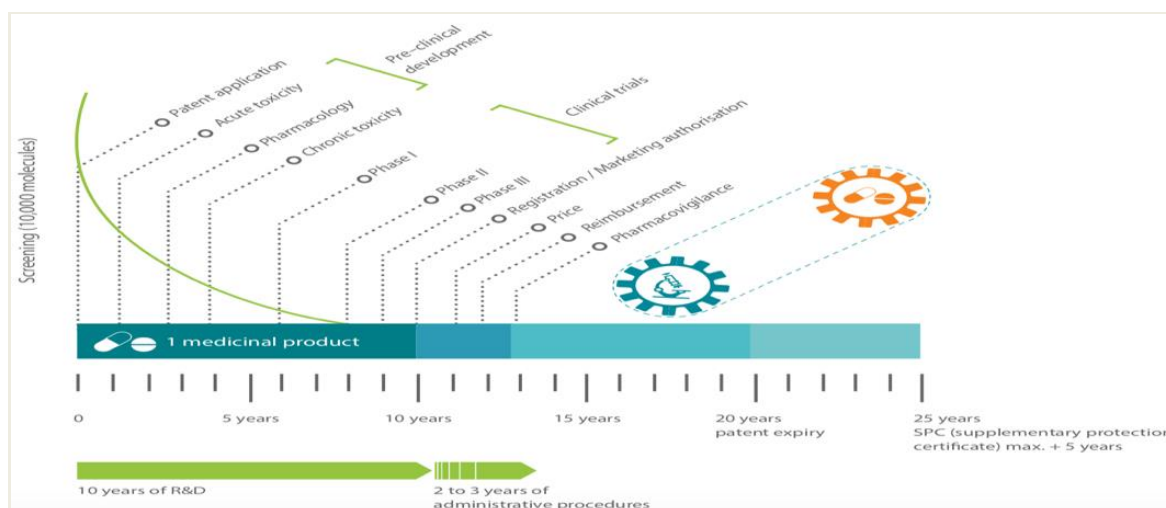 Pre-clinical
development
Clinical trials
Patent application
Acute toxicity
Pharmacology
Chronic toxicity
Phase I
Phase II
Phase III
Registration / Marketing authorisation
Price
Reimbursement
Pharmacovigilance
Screening (10,000 molecules)
1 medicinal product
0
5 years
10 years
15 years
20 years
patent expiry
25 years
SPC (supplementary protection
certificate) max. + 5 years
10 years of R&D
2 to 3 years of
administrative procedures